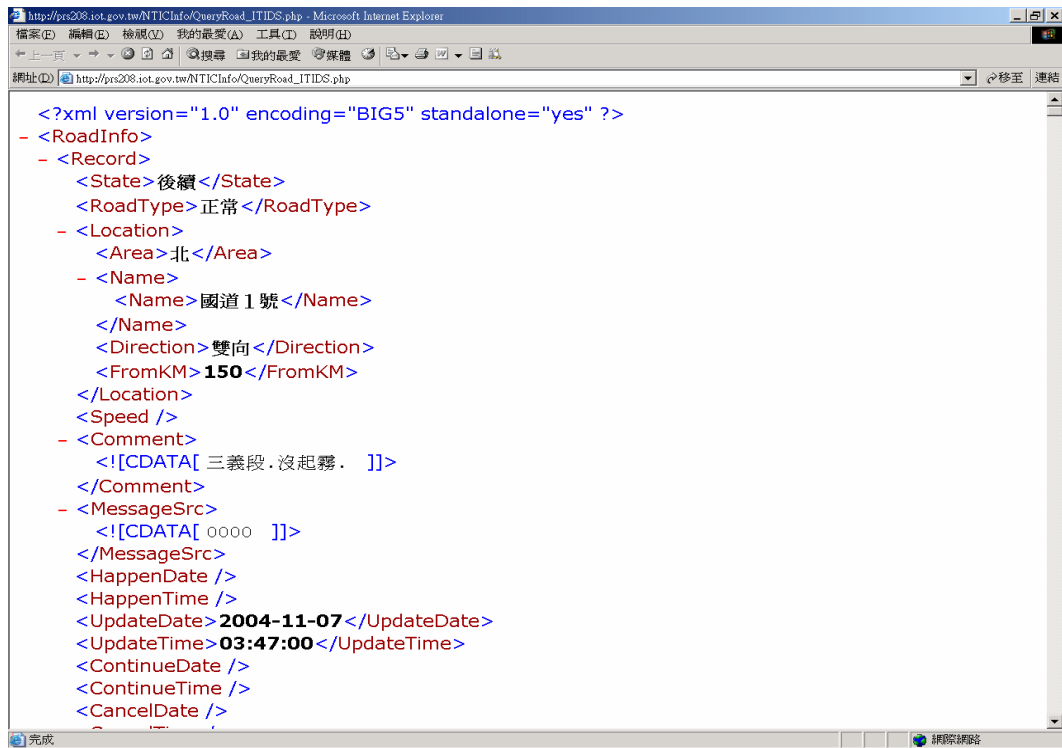 http://prs208.iot.gov.tw/NTICInfo/QueryRoad_ITIDS.php - Microsoft Internet Explorer
檔案(F) 編輯(E) 檢視(V) 我的最愛(A) 工具(T) 說明(H)
上一頁 搜尋 我的最愛 媒體
網址(D) http://prs208.iot.gov.tw/NTICInfo/QueryRoad_ITIDS.php 移至 連結
<?xml version="1.0" encoding="BIG5" standalone="yes" ?>
- <RoadInfo>
- <Record>
<State>後續</State>
<RoadType>正常</RoadType>
- <Location>
<Area>北</Area>
- <Name>
<Name>國道１號</Name>
</Name>
<Direction>雙向</Direction>
<FromKM>150</FromKM>
</Location>
<Speed />
- <Comment>
<![CDATA[ 三義段.沒起霧. ]]>
</Comment>
- <MessageSrc>
<![CDATA[ 0000 ]]>
</MessageSrc>
<HappenDate />
<HappenTime />
<UpdateDate>2004-11-07</UpdateDate>
<UpdateTime>03:47:00</UpdateTime>
<ContinueDate />
<ContinueTime />
<CancelDate />
完成 網際網路